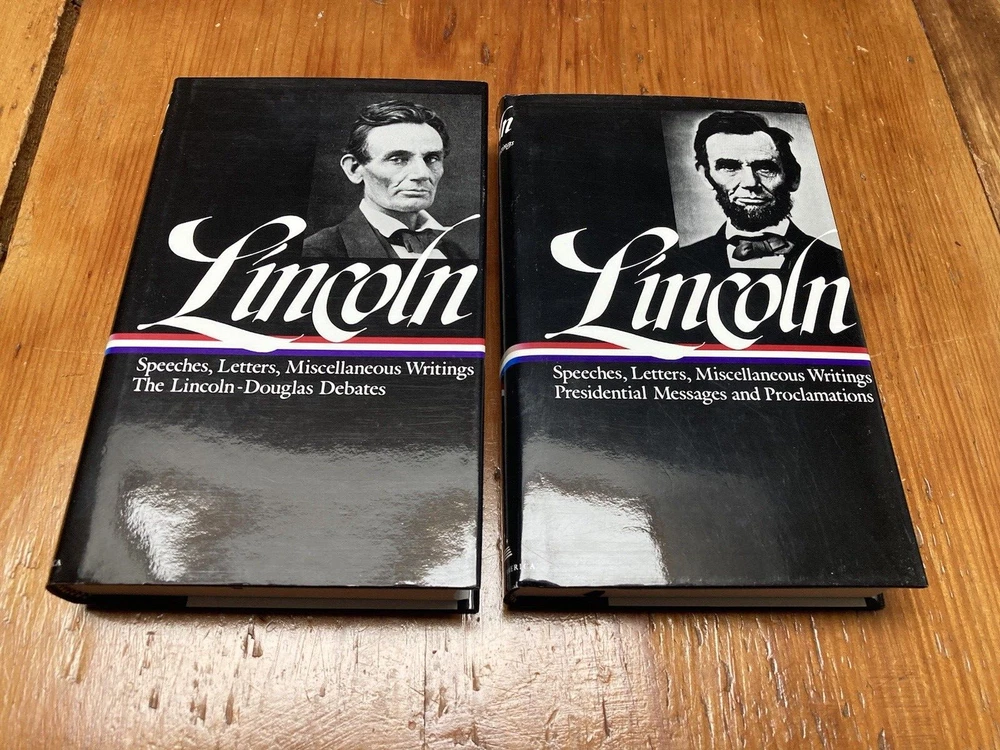 Lincoln
Speeches, Letters, Miscellaneous Writings
The Lincoln-Douglas Debates
Lincoln
Speeches, Letters, Miscellaneous Writings
Presidential Messages and Proclamations